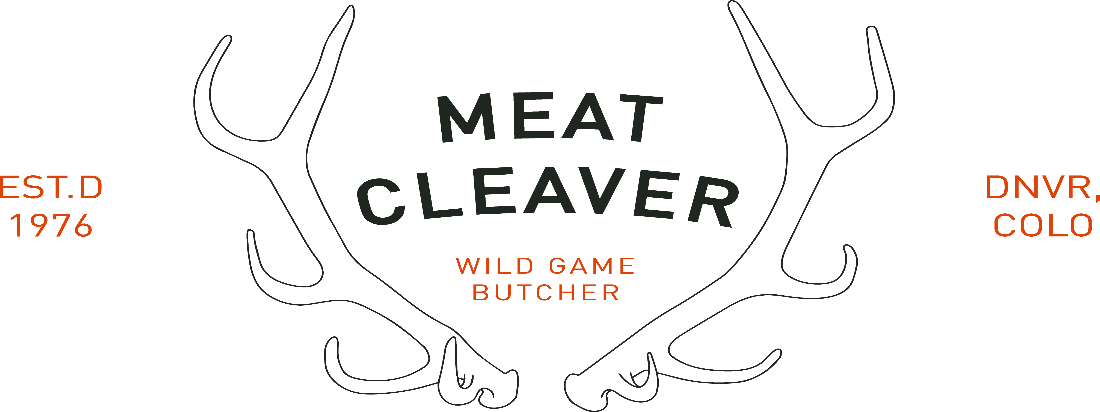 MEAT
CLEAVER
WILD GAME
BUTCHER
EST.D
1976
DNVR,
COLO